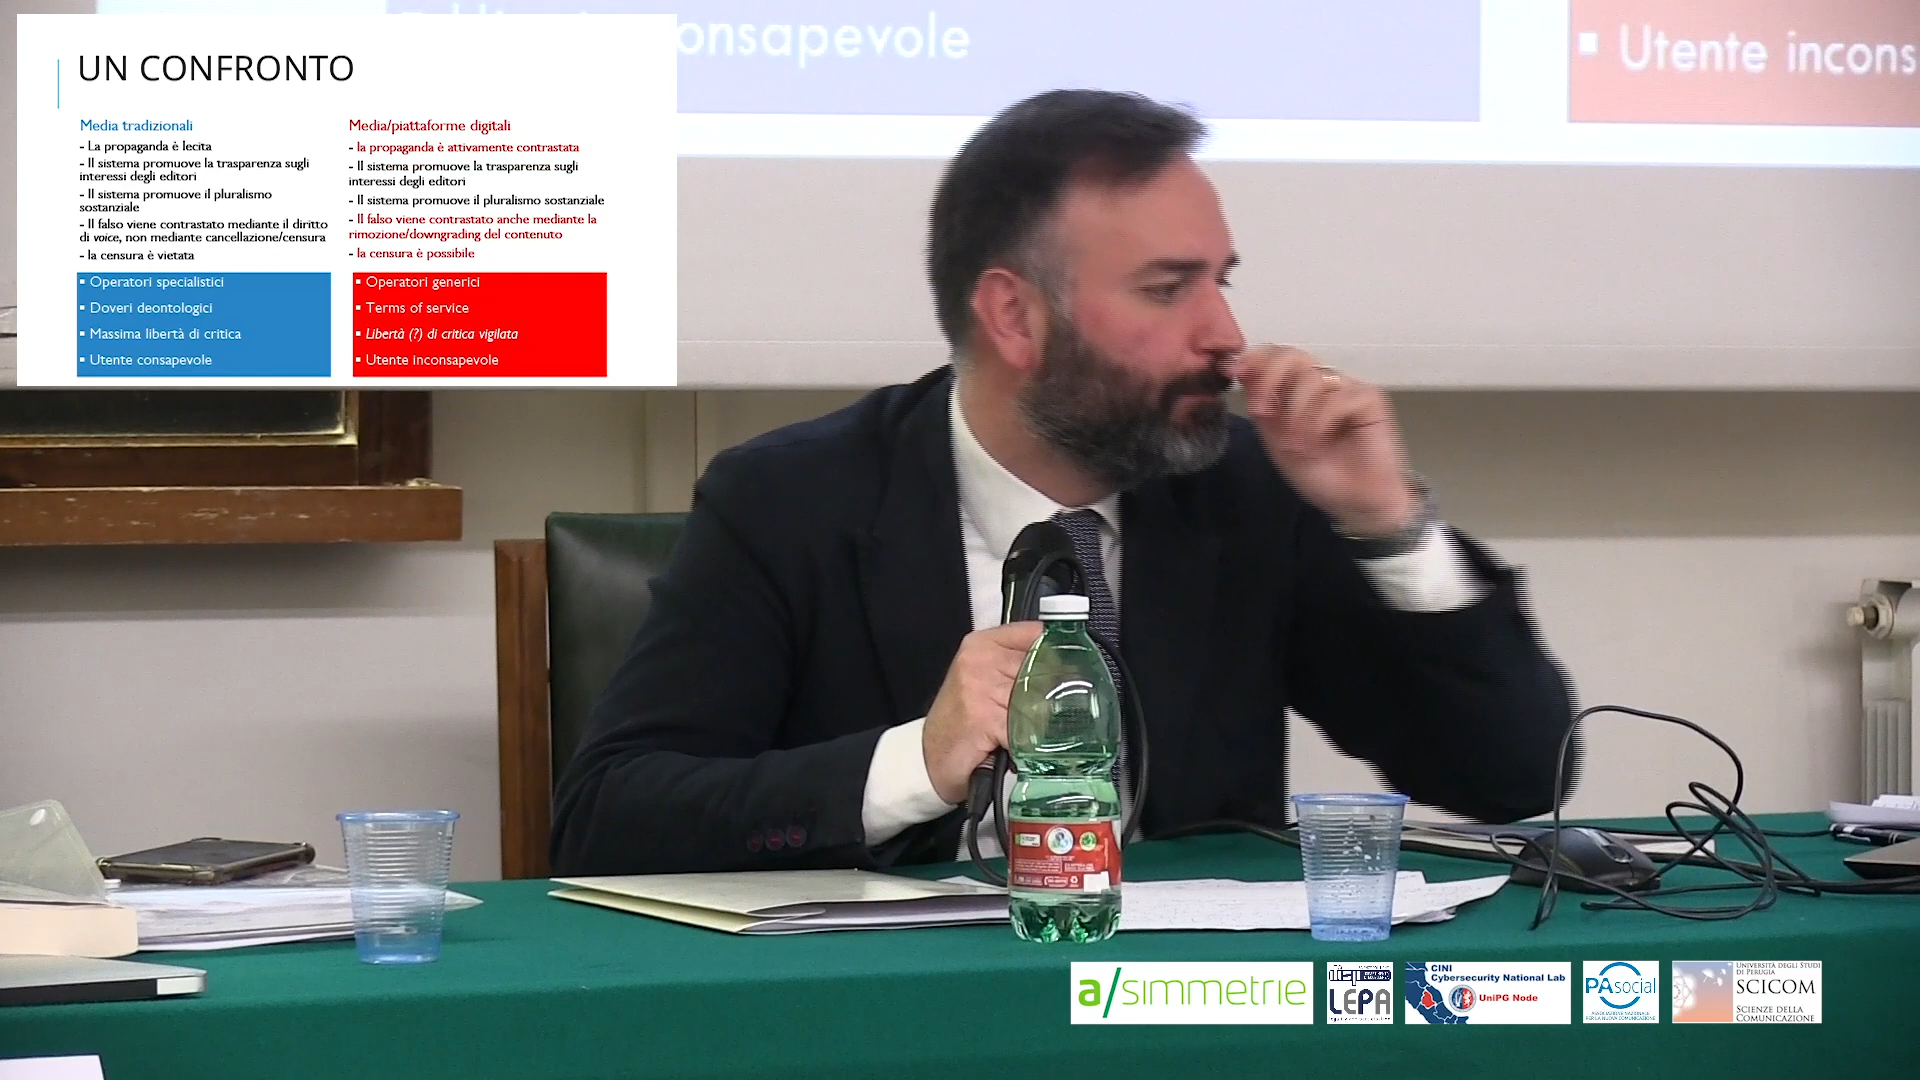 UN CONFRONTO
Media tradizionali
- La propaganda è lecita
- Il sistema promuove la trasparenza sugli
interessi degli editori
- Il sistema promuove il pluralismo
sostanziale
- Il falso viene contrastato mediante il diritto
di voice, non mediante cancellazione/censura
- la censura è vietata
▪ Operatori specialistici
▪ Doveri deontologici
▪ Massima libertà di critica
▪ Utente consapevole
Media/piattaforme digitali
- la propaganda è attivamente contrastata
- Il sistema promuove la trasparenza sugli
interessi degli editori
- Il sistema promuove il pluralismo sostanziale
- Il falso viene contrastato anche mediante la
rimozione/downgrading del contenuto
- la censura è possibile
▪ Operatori generici
▪ Terms of service
▪ Libertà (?) di critica vigilata
▪ Utente inconsapevole
onsapevole
▪ Utente incons
a/simmetrie
LEPA
CINI
Cybersecurity National Lab
UniPG Node
PAsocial
ASSOCIAZIONE NAZIONALE
PER LA NUOVA COMUNICAZIONE
UNIVERSITÀ DEGLI STUDI
DI PERUGIA
SCICOM
SCIENZE DELLA
COMUNICAZIONE